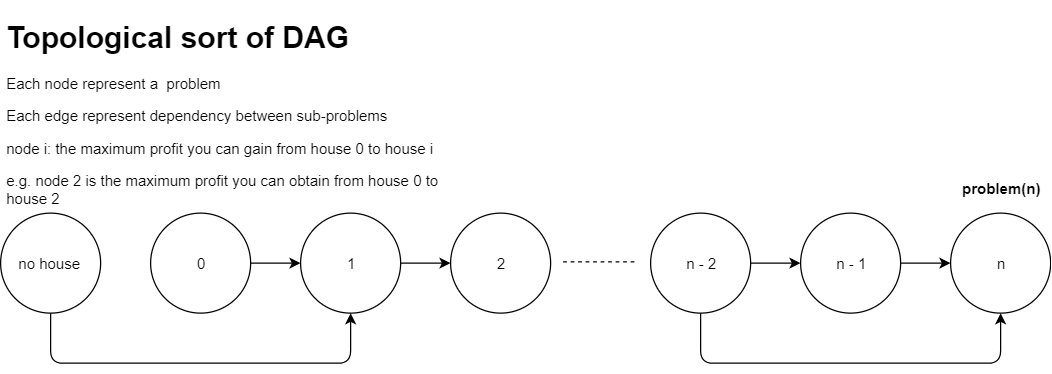 Topological sort of DAG
Each node represent a  problem
Each edge represent dependency between sub-problems
node i: the maximum profit you can gain from house 0 to house i
e.g. node 2 is the maximum profit you can obtain from house 0 to
house 2
problem(n)
no house
0
1
2
n - 2
n - 1
n